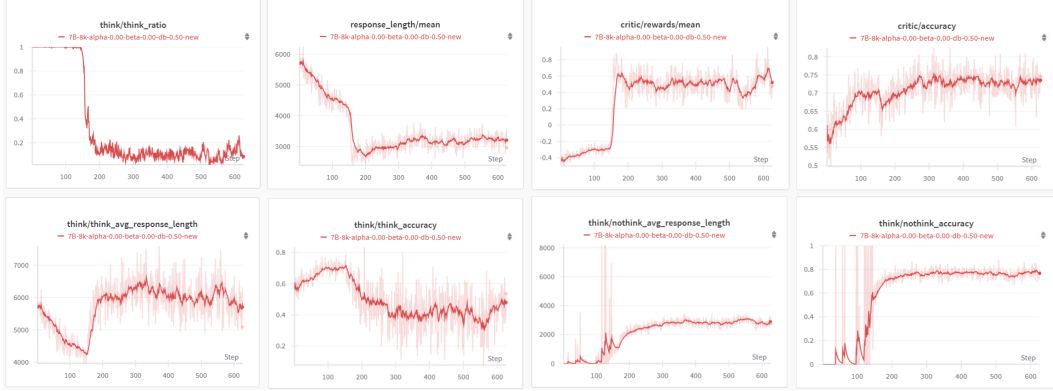 think/think_ratio
7B-8k-alpha-0.00-beta-0.00-db-0.50-new
1
0.8
0.6
0.4
0.2
Step
100 200 300 400 500 600
response_length/mean
7B-8k-alpha-0.00-beta-0.00-db-0.50-new
6000
5000
4000
3000
Step
100 200 300 400 500 600
critic/rewards/mean
7B-8k-alpha-0.00-beta-0.00-db-0.50-new
0.8
0.6
0.4
0.2
0
-0.2
-0.4
Step
100 200 300 400 500 600
critic/accuracy
7B-8k-alpha-0.00-beta-0.00-db-0.50-new
0.8
0.75
0.7
0.65
0.6
0.55
0.5
Step
100 200 300 400 500 600
think/think_avg_response_length
7B-8k-alpha-0.00-beta-0.00-db-0.50-new
7000
6000
5000
4000
Step
100 200 300 400 500 600
think/think_accuracy
7B-8k-alpha-0.00-beta-0.00-db-0.50-new
0.8
0.6
0.4
0.2
Step
100 200 300 400 500 600
think/nothink_avg_response_length
7B-8k-alpha-0.00-beta-0.00-db-0.50-new
8000
6000
4000
2000
0
Step
100 200 300 400 500 600
think/nothink_accuracy
7B-8k-alpha-0.00-beta-0.00-db-0.50-new
1
0.8
0.6
0.4
0.2
0
Step
100 200 300 400 500 600